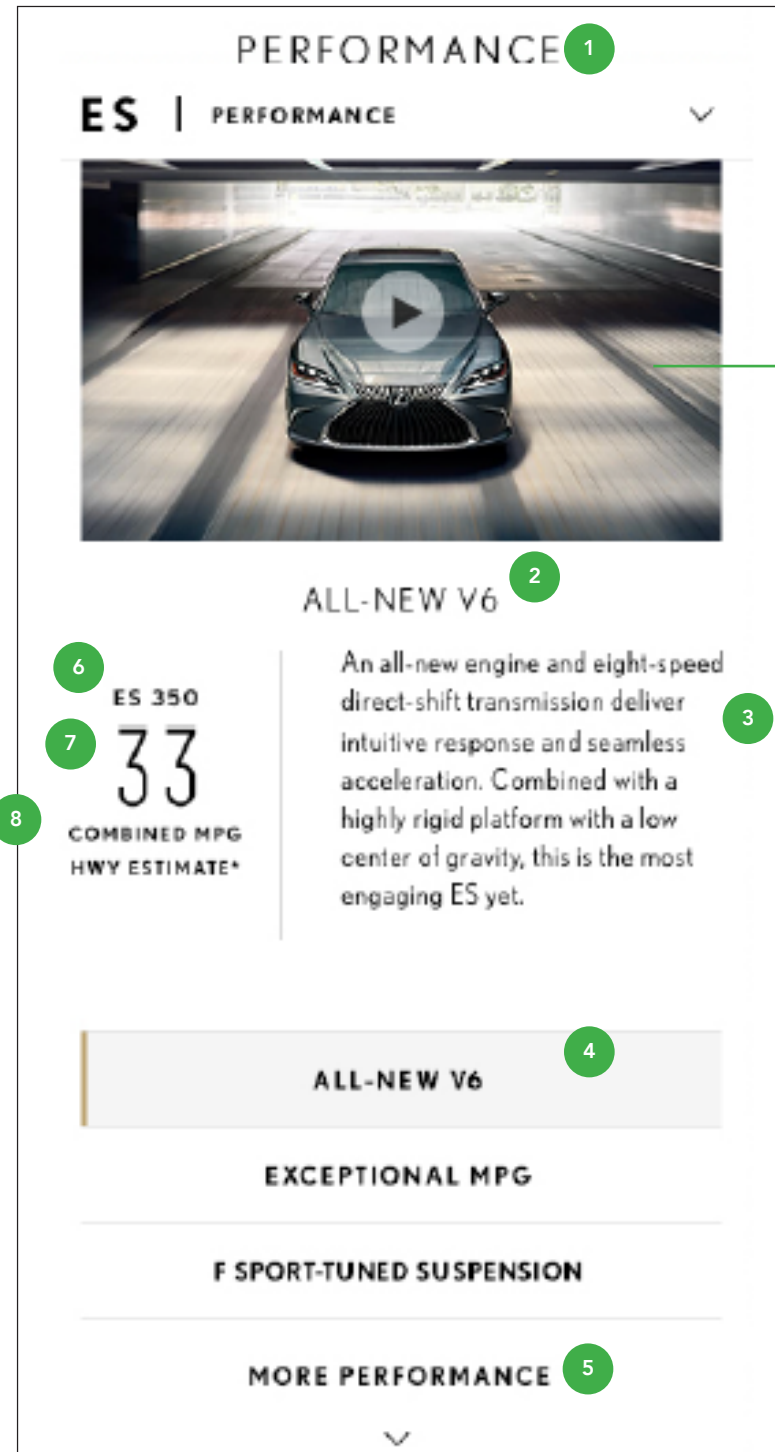 PERFORMANCE 1
ES | PERFORMANCE
2
ALL-NEW V6
6
ES 350
7
33
8
COMBINED MPG
HWY ESTIMATE*
An all-new engine and eight-speed
direct-shift transmission deliver
3
intuitive response and seamless
acceleration. Combined with a
highly rigid platform with a low
center of gravity, this is the most
engaging ES yet.
4
ALL-NEW V6
EXCEPTIONAL MPG
F SPORT-TUNED SUSPENSION
MORE PERFORMANCE 5